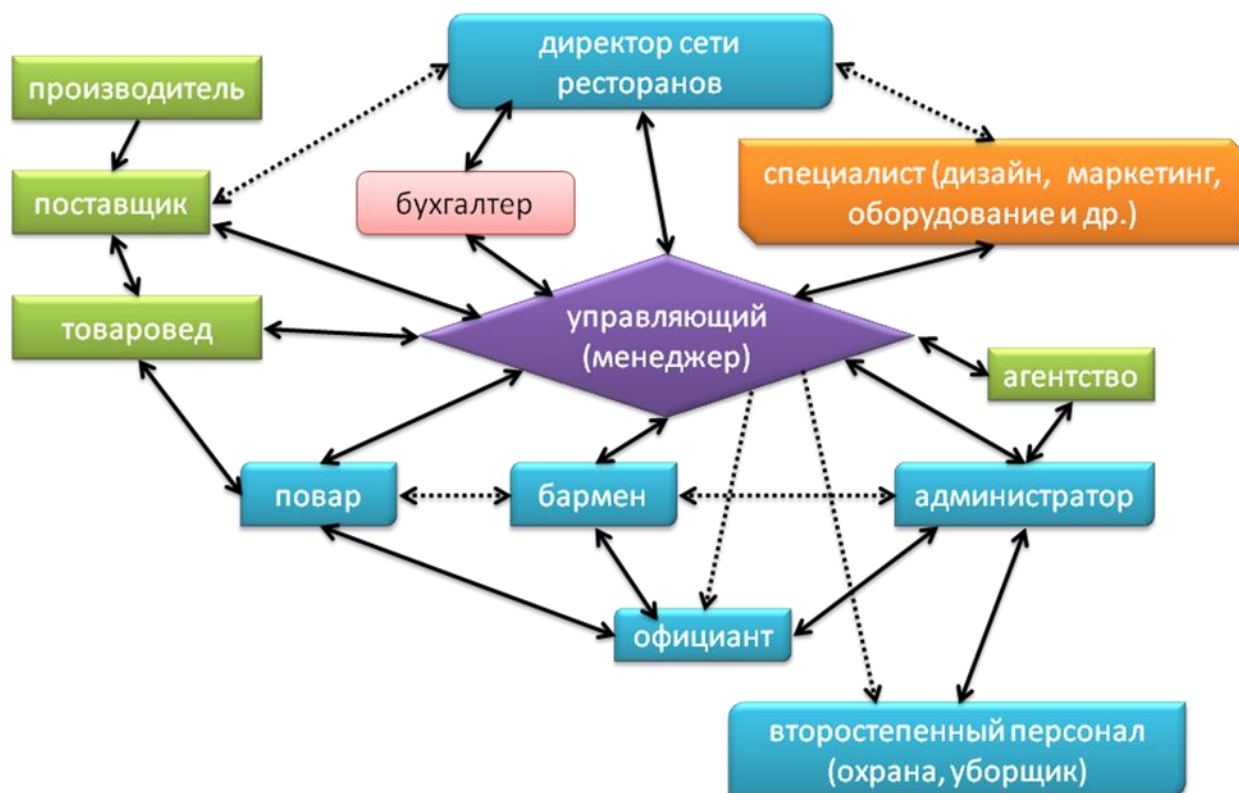 директор сети
ресторанов
производитель
специалист (дизайн, маркетинг,
оборудование и др.)
поставщик
бухгалтер
товаровед
управляющий
(менеджер)
агентство
повар
бармен
администратор
официант
второстепенный персонал
(охрана, уборщик)